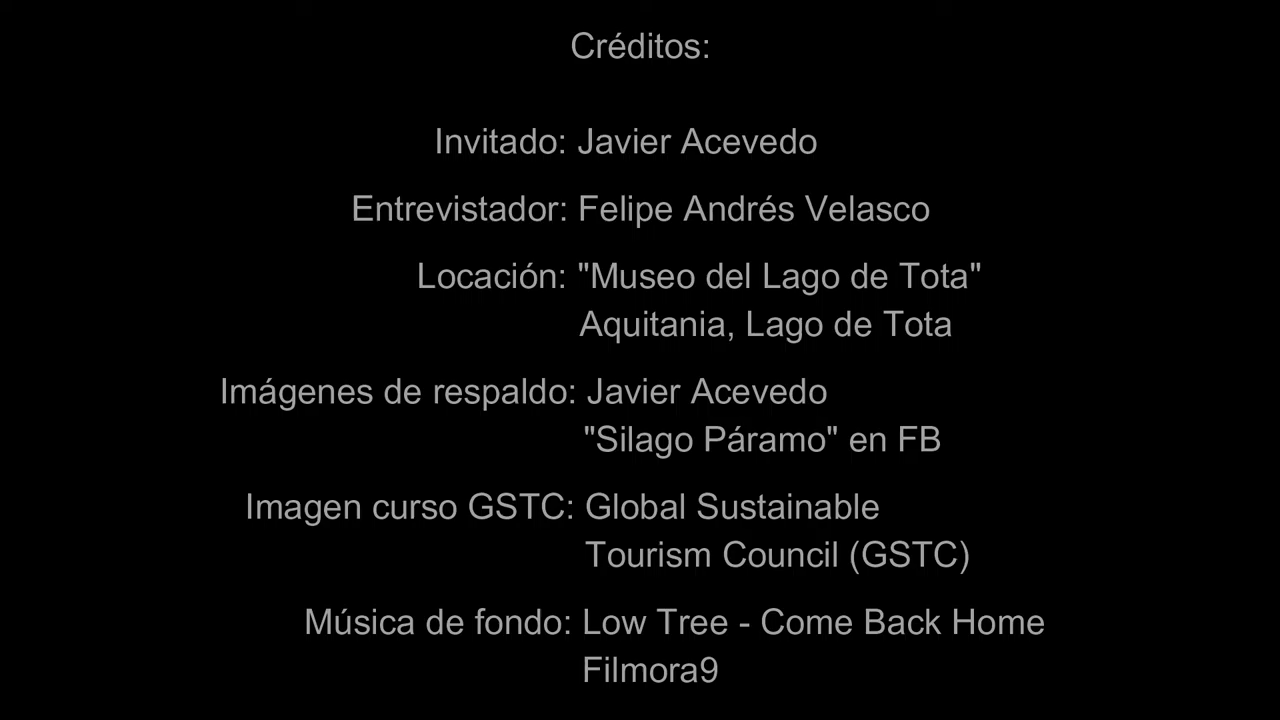 Créditos:
Invitado: Javier Acevedo
Entrevistador: Felipe Andrés Velasco
Locación: "Museo del Lago de Tota"
Aquitania, Lago de Tota
Imágenes de respaldo: Javier Acevedo
"Silago Páramo" en FB
Imagen curso GSTC: Global Sustainable
Tourism Council (GSTC)
Música de fondo: Low Tree - Come Back Home
Filmora9